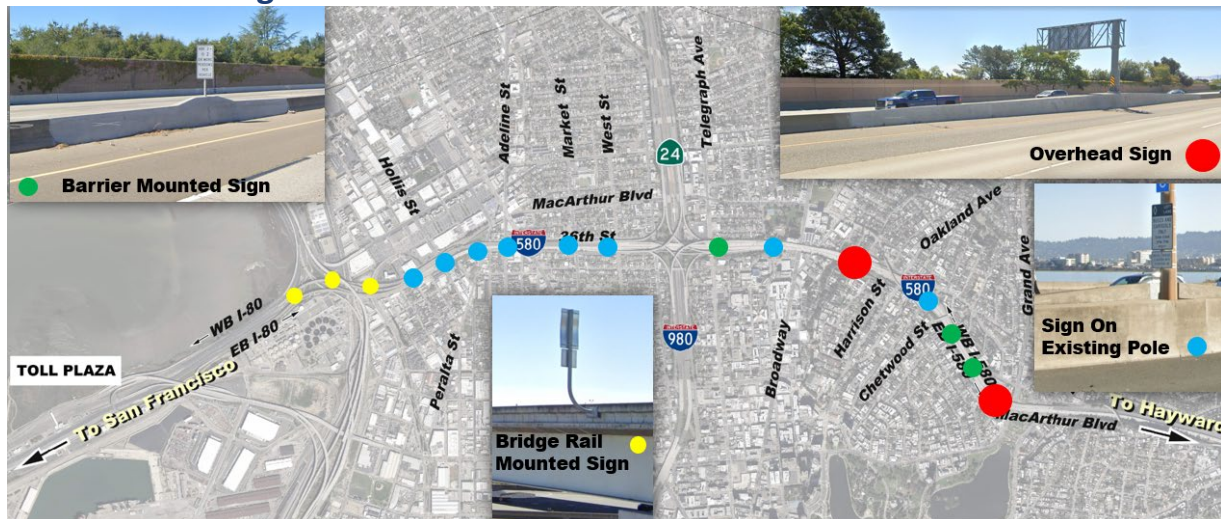 Barrier Mounted Sign
Overhead Sign
Sign On
Existing Pole
Bridge Rail
Mounted Sign
Hollis St
Adeline St
Market St
West St
24
Telegraph Ave
MacArthur Blvd
36th St
580
Oakland Ave
Grand Ave
580
WB I-80
EB I-80
TOLL PLAZA
To San Francisco
Peralta St
980
Broadway
Harrison St
Chetwood St
WB I-580
EB I-580
MacArthur Blvd
To Hayward